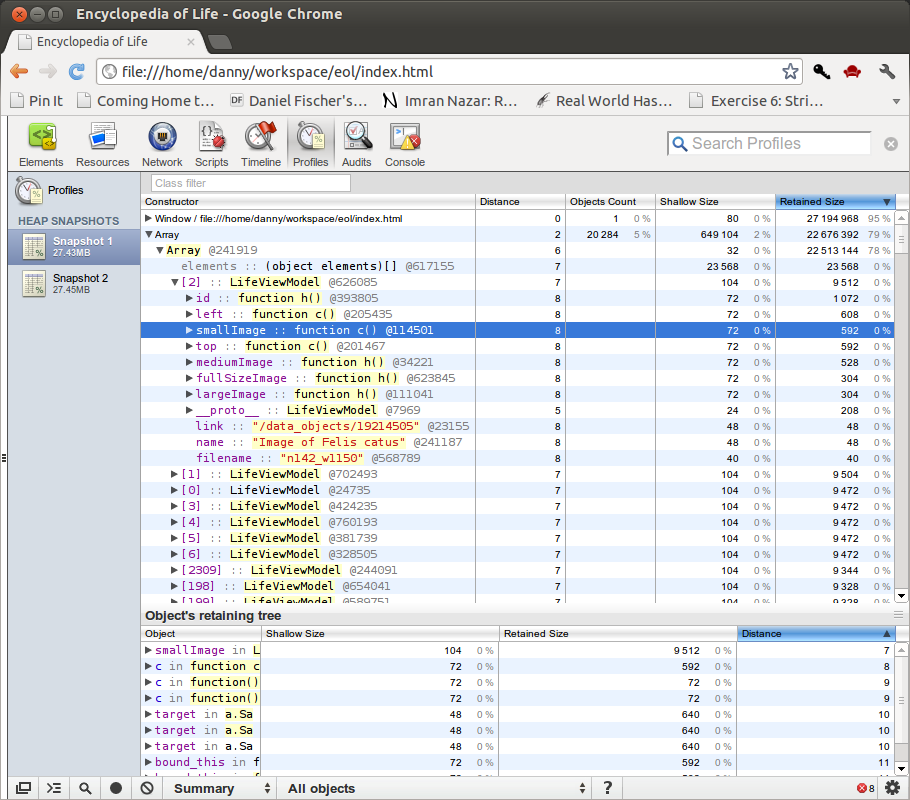 Encyclopedia of Life - Google Chrome
Encyclopedia of Life
file:///home/danny/workspace/eol/index.html
Pin It Coming Home t... DF Daniel Fischer's... N Imran Nazar: R... Real World Has... Exercise 6: Stri...
Elements Resources Network Scripts Timeline Profiles Audits Console Search Profiles
Profiles
HEAP SNAPSHOTS
Snapshot 1
27.43MB
Snapshot 2
27.45MB
Class filter
Constructor Distance Objects Count Shallow Size Retained Size
Window / file:///home/danny/workspace/eol/index.html 0 1 0 % 80 0 % 27 194 968 95 %
Array 2 20 284 5 % 649 104 2 % 22 676 392 79 %
Array @241919 6 32 0 % 22 513 144 78 %
elements :: (object elements)[] @617155 7 23 568 0 % 23 568 0 %
[2] :: LifeViewModel @626085 7 104 0 % 9 512 0 %
id :: function h() @393805 8 72 0 % 1 072 0 %
left :: function c() @205435 8 72 0 % 608 0 %
smallImage :: function c() @114501 8 72 0 % 592 0 %
top :: function c() @201467 8 72 0 % 592 0 %
mediumImage :: function h() @34221 8 72 0 % 528 0 %
fullSizeImage :: function h() @623845 8 72 0 % 304 0 %
largeImage :: function h() @111041 8 72 0 % 304 0 %
__proto__ :: LifeViewModel @7969 5 24 0 % 208 0 %
link :: "/data_objects/19214505" @23155 8 48 0 % 48 0 %
name :: "Image of Felis catus" @241187 8 48 0 % 48 0 %
filename :: "n142_w1150" @568789 8 40 0 % 40 0 %
[1] :: LifeViewModel @702493 7 104 0 % 9 504 0 %
[0] :: LifeViewModel @24735 7 104 0 % 9 472 0 %
[3] :: LifeViewModel @424235 7 104 0 % 9 472 0 %
[4] :: LifeViewModel @760193 7 104 0 % 9 472 0 %
[5] :: LifeViewModel @381739 7 104 0 % 9 472 0 %
[6] :: LifeViewModel @328505 7 104 0 % 9 472 0 %
[2309] :: LifeViewModel @244091 7 104 0 % 9 344 0 %
[198] :: LifeViewModel @654041 7 104 0 % 9 328 0 %
[199] :: LifeViewModel @589751 7 104 0 % 9 328 0 %
Object's retaining tree
Object Shallow Size Retained Size Distance
smallImage in L 104 0 % 9 512 0 % 7
c in function c 72 0 % 592 0 % 8
c in function() 72 0 % 72 0 % 9
c in function() 72 0 % 72 0 % 9
target in a.Sa 48 0 % 640 0 % 10
target in a.Sa 48 0 % 640 0 % 10
target in a.Sa 48 0 % 640 0 % 10
bound_this in f 72 0 % 592 0 % 11
Summary All objects ? 8